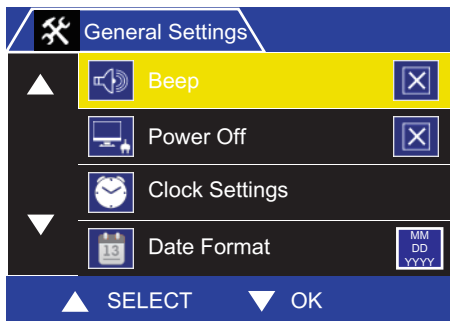 General Settings
Beep
Power Off
Clock Settings
13
Date Format
MM
DD
YYYY
SELECT OK